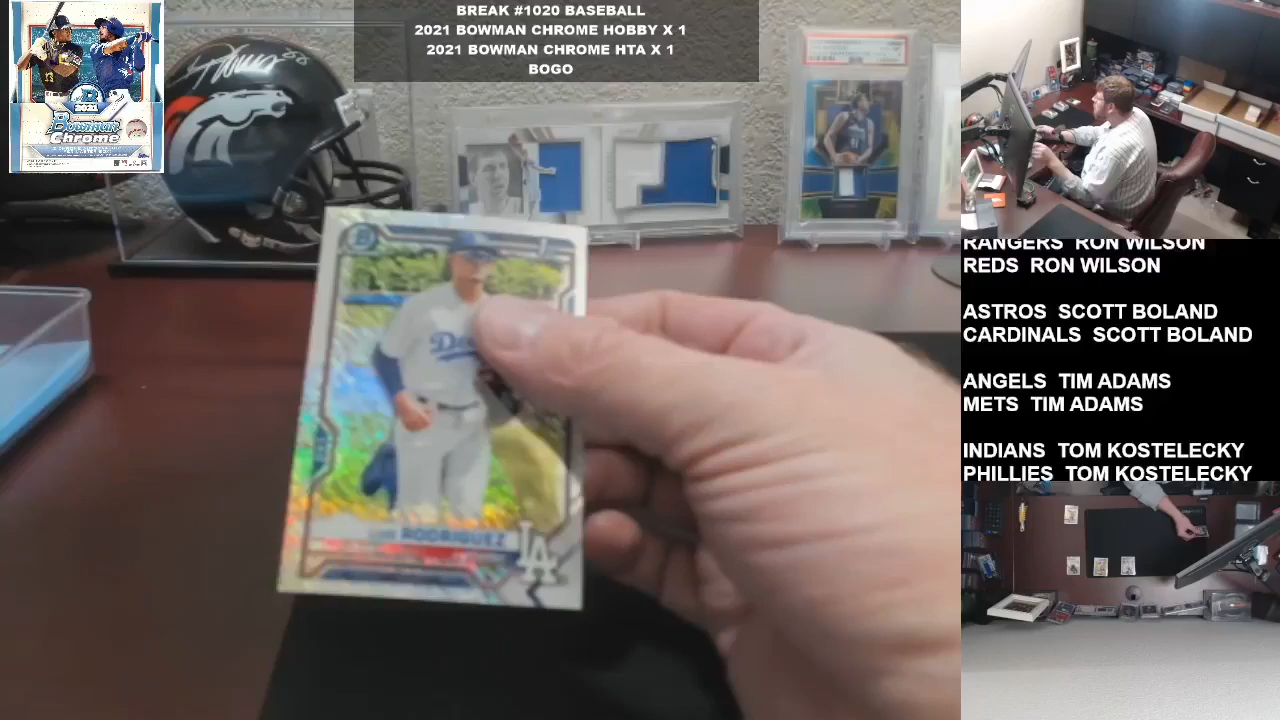 BREAK #1020 BASEBALL
2021 BOWMAN CHROME HOBBY X 1
2021 BOWMAN CHROME HTA X 1
BOGO
Bowman
Chrome
RANGERS RON WILSON
REDS RON WILSON
ASTROS SCOTT BOLAND
CARDINALS SCOTT BOLAND
ANGELS TIM ADAMS
METS TIM ADAMS
INDIANS TOM KOSTELECKY
PHILLIES TOM KOSTELECKY
RODRIGUEZ
LA